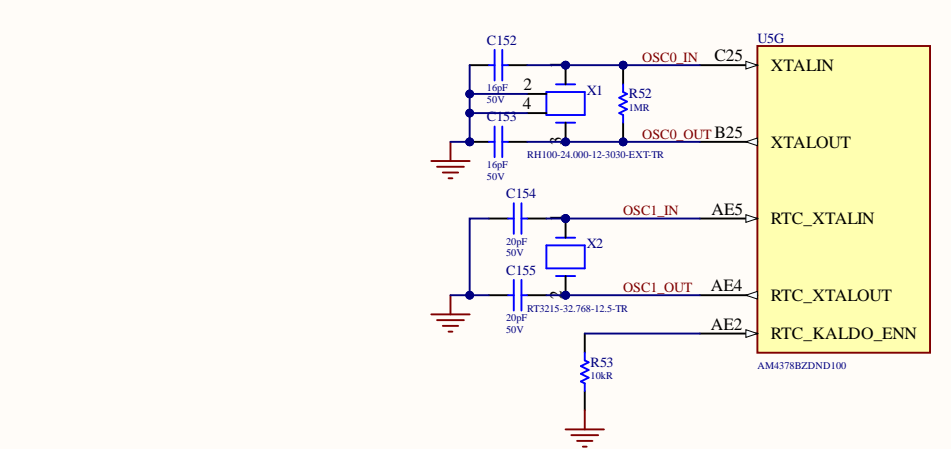 U5G
C152
OSC0_IN
C25
XTALIN
16pF
50V
2
4
X1
R52
1MR
C153
3
OSC0_OUT
B25
XTALOUT
16pF
50V
RH100-24.000-12-3030-EXT-TR
C154
OSC1_IN
AE5
RTC_XTALIN
20pF
50V
X2
C155
2
OSC1_OUT
AE4
RTC_XTALOUT
20pF
50V
RT3215-32.768-12.5-TR
AE2
RTC_KALDO_ENN
R53
10kR
AM4378BZDND100